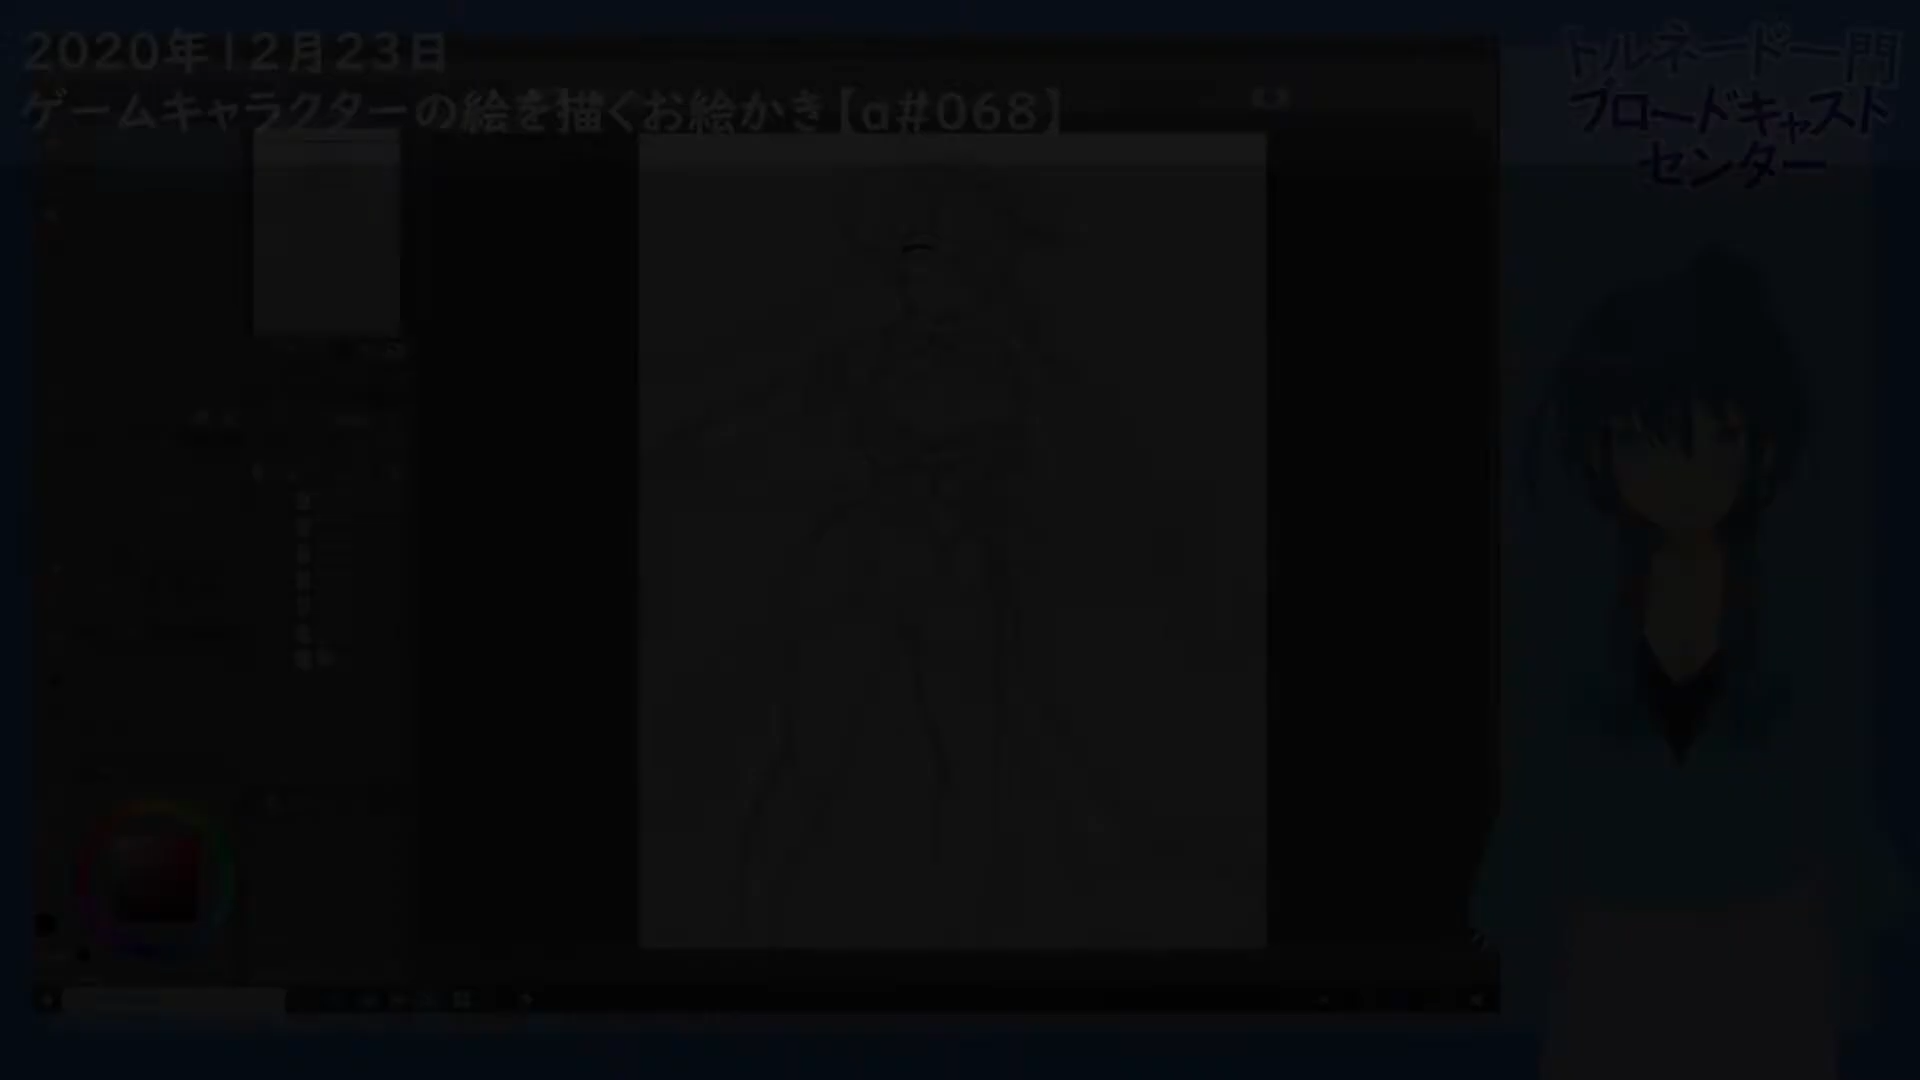 2020年12月23日
ゲームキャラクターの絵を描くお絵かき【a#068】
トルネード一門
ブロードキャスト
センター